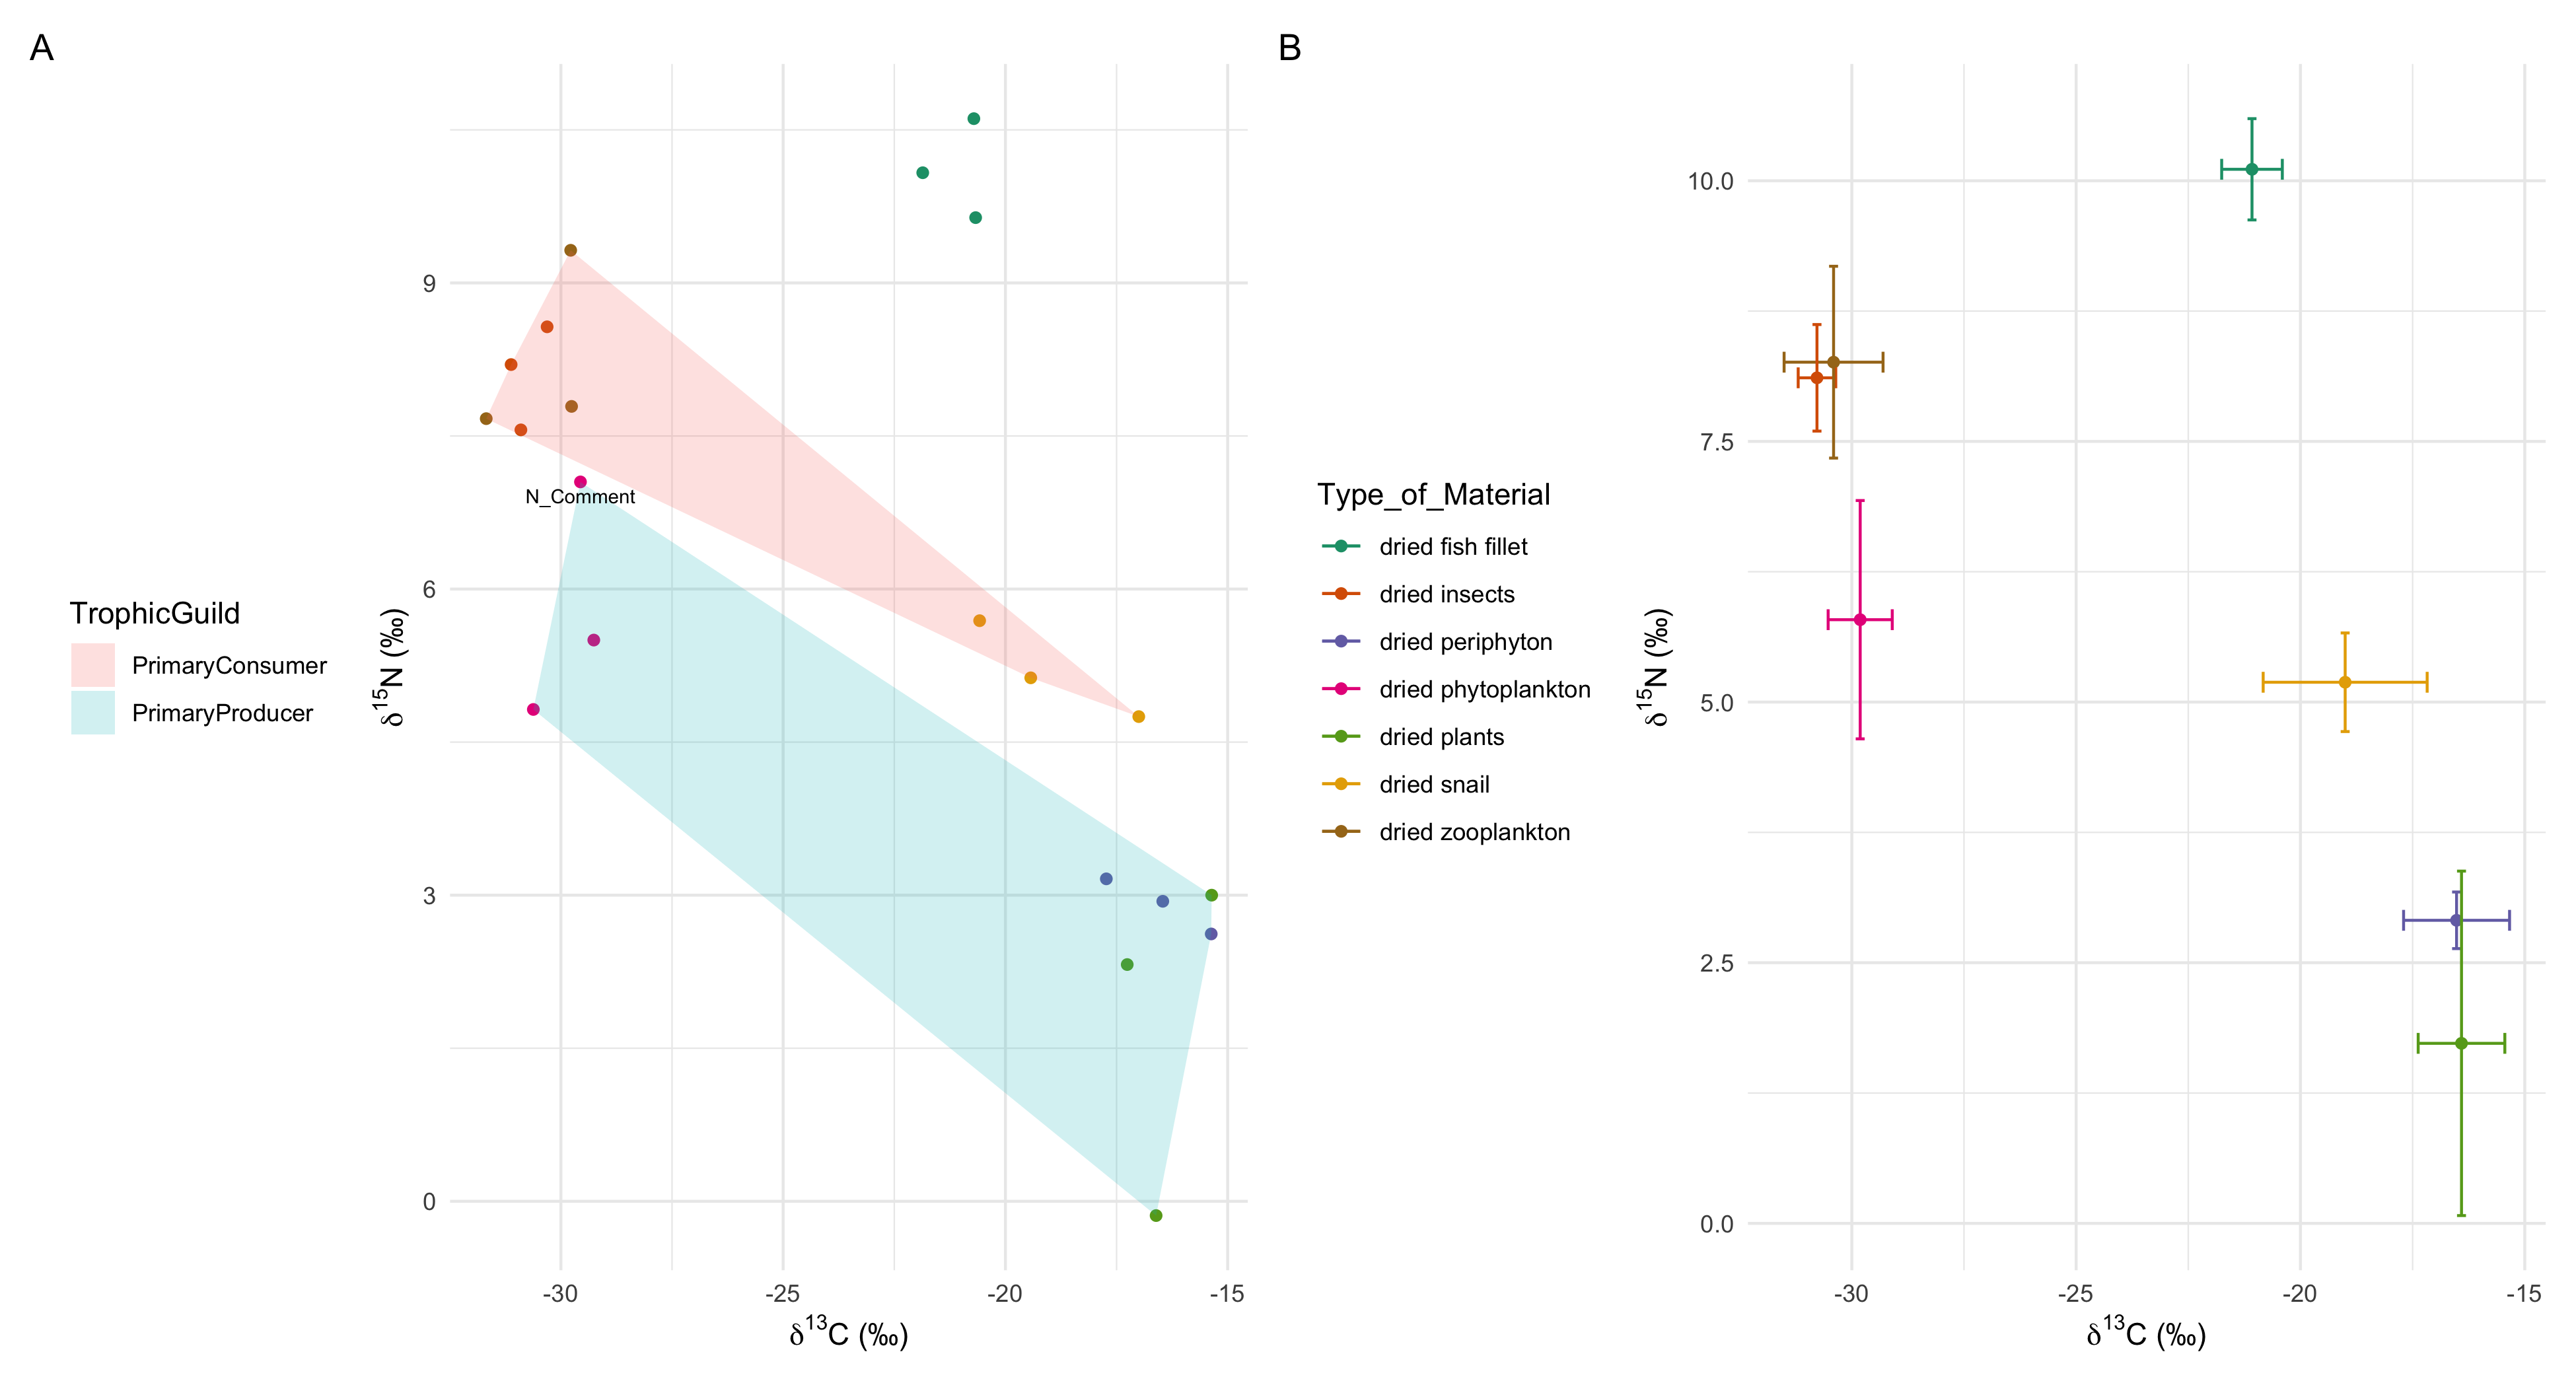 A
TrophicGuild
PrimaryConsumer
PrimaryProducer
δ15N (‰)
9
6
3
0
N_Comment
-30 -25 -20 -15
δ13C (‰)
B
Type_of_Material
dried fish fillet
dried insects
dried periphyton
dried phytoplankton
dried plants
dried snail
dried zooplankton
δ15N (‰)
10.0
7.5
5.0
2.5
0.0
-30 -25 -20 -15
δ13C (‰)